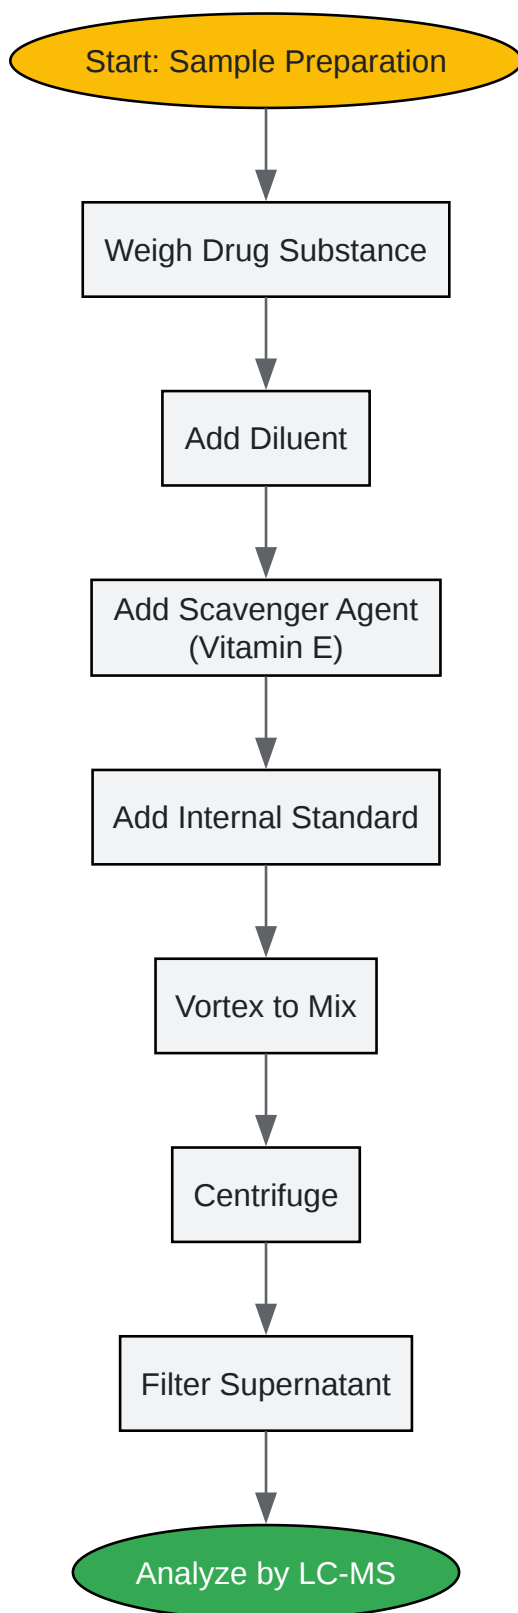 Start: Sample Preparation
Weigh Drug Substance
Add Diluent
Add Scavenger Agent
(Vitamin E)
Add Internal Standard
Vortex to Mix
Centrifuge
Filter Supernatant
Analyze by LC-MS